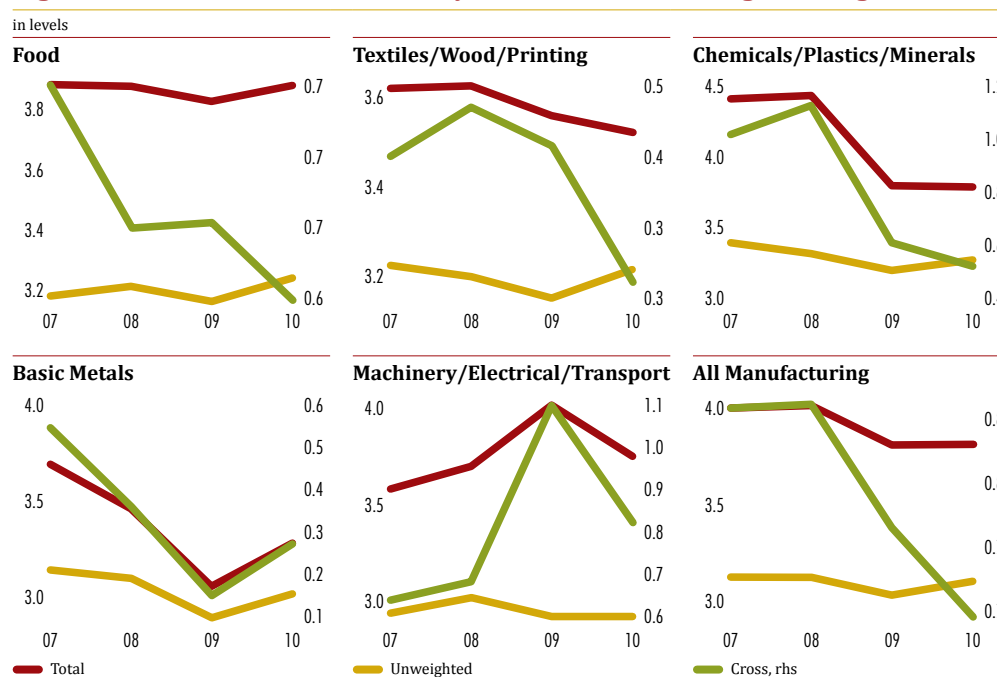 in levels
Food
Textiles/Wood/Printing
Chemicals/Plastics/Minerals
3.8
3.6
3.4
3.2
0.7
0.7
0.7
0.6
07 08 09 10
3.6
3.4
3.2
0.5
0.4
0.3
0.3
07 08 09 10
4.5
4.0
3.5
3.0
07 08 09 10
Basic Metals
Machinery/Electrical/Transport
All Manufacturing
4.0
3.5
3.0
0.6
0.5
0.4
0.3
0.2
0.1
07 08 09 10
4.0
3.5
3.0
1.1
1.0
0.9
0.8
0.7
0.6
07 08 09 10
4.0
3.5
3.0
07 08 09 10
Total
Unweighted
Cross, rhs